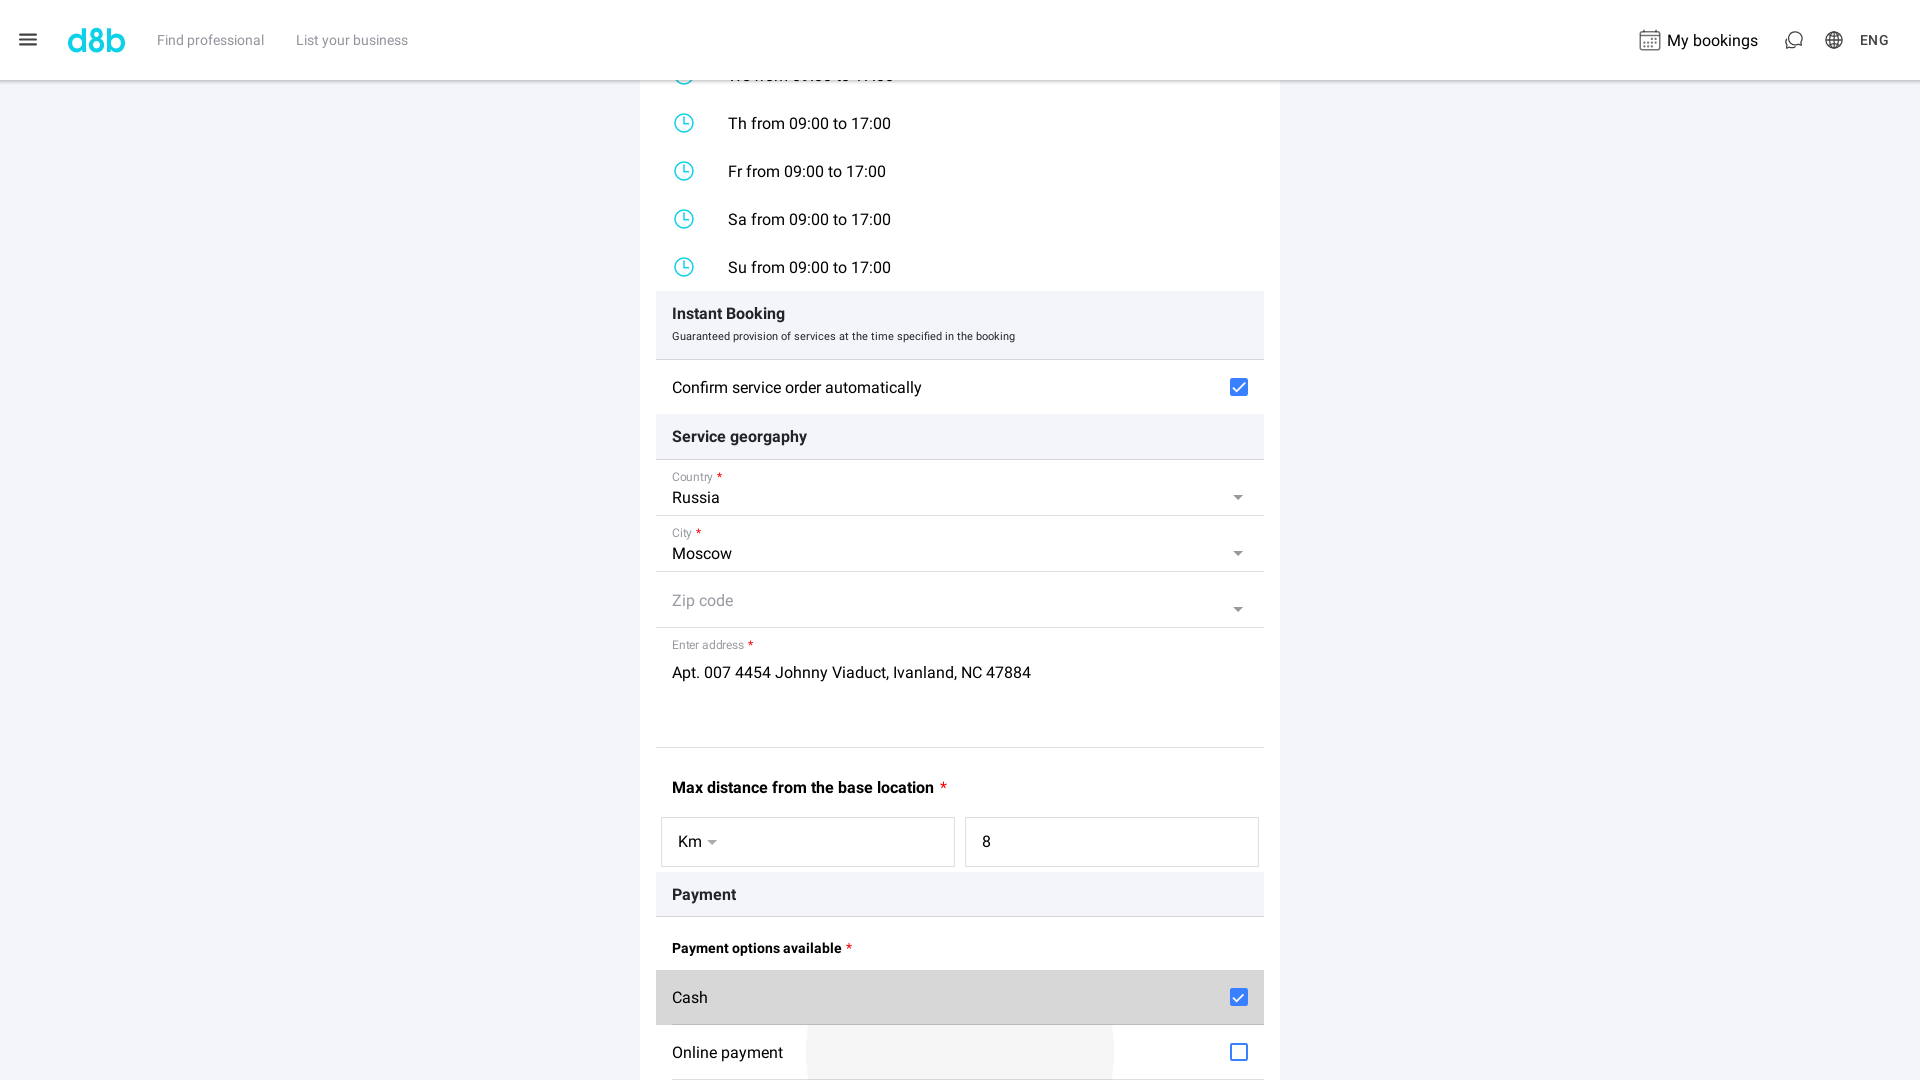 d8b
Find professional
List your business
My bookings
ENG
Th from 09:00 to 17:00
Fr from 09:00 to 17:00
Sa from 09:00 to 17:00
Su from 09:00 to 17:00
Instant Booking
Guaranteed provision of services at the time specified in the booking
Confirm service order automatically
Service georgaphy
Country *
Russia
City *
Moscow
Zip code
Enter address *
Apt. 007 4454 Johnny Viaduct, Ivanland, NC 47884
Max distance from the base location *
Km
8
Payment
Payment options available *
Cash
Online payment